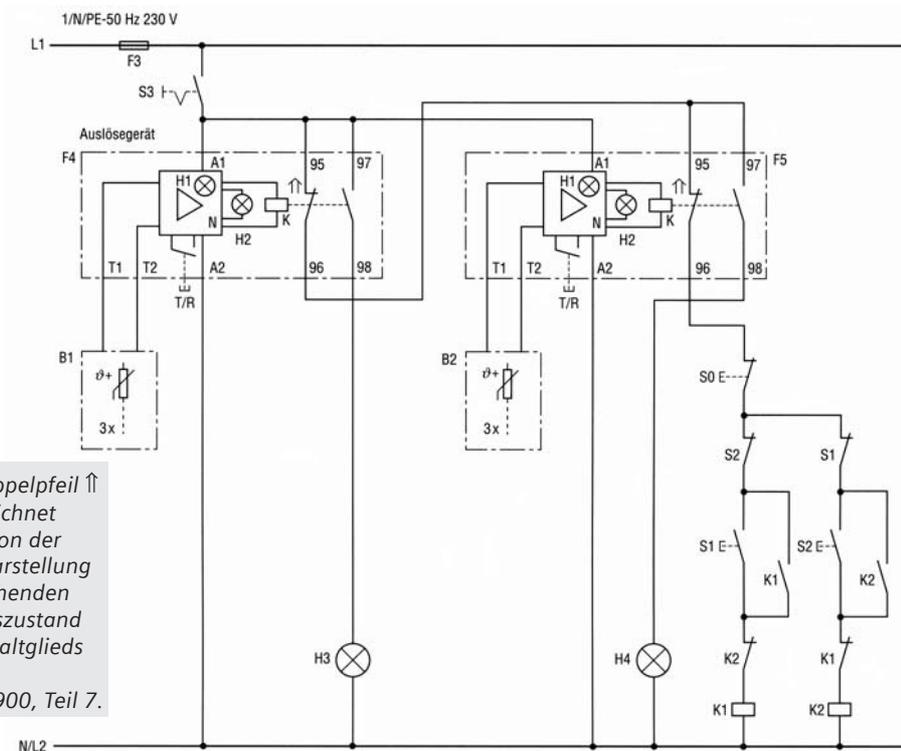 1/N/PE-50 Hz 230 V
L1
F3
S3
Auslösegerät
F4 A1 95 97 A1 95 97 F5
H1 H1
N K N K
H2 H2
T1 T2 A2 96 98 T1 T2 A2 96 98
T/R T/R
B1 B2
ϑ+ ϑ+
3x 3x
S0 E
S2 S1
S1 E S2 E
K1 K2
H3 H4 K2 K1
K1 K2
N/L2
ppelpfeil ⇑
ichnet
on der
arstellung
henden
szustand
altglieds
900, Teil 7.